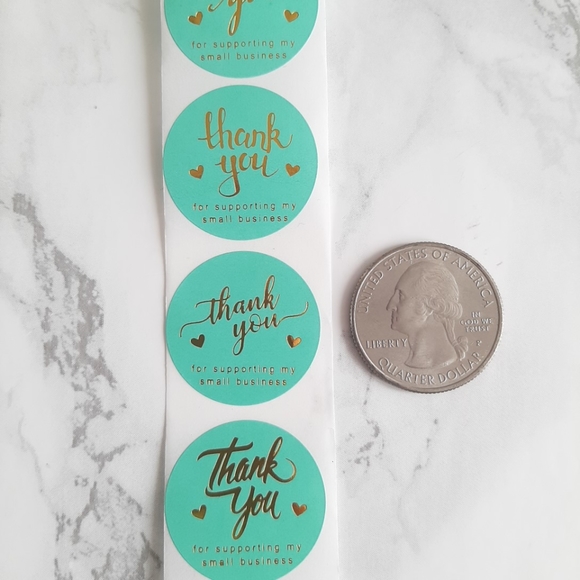 you
for supporting my
small business
thank
you
for supporting my
small business
thank
you
for supporting my
small business
Thank
You
for supporting my
small business
UNITED STATES OF AMERICA
LIBERTY
IN
GOD WE
TRUST
P
QUARTER DOLLAR